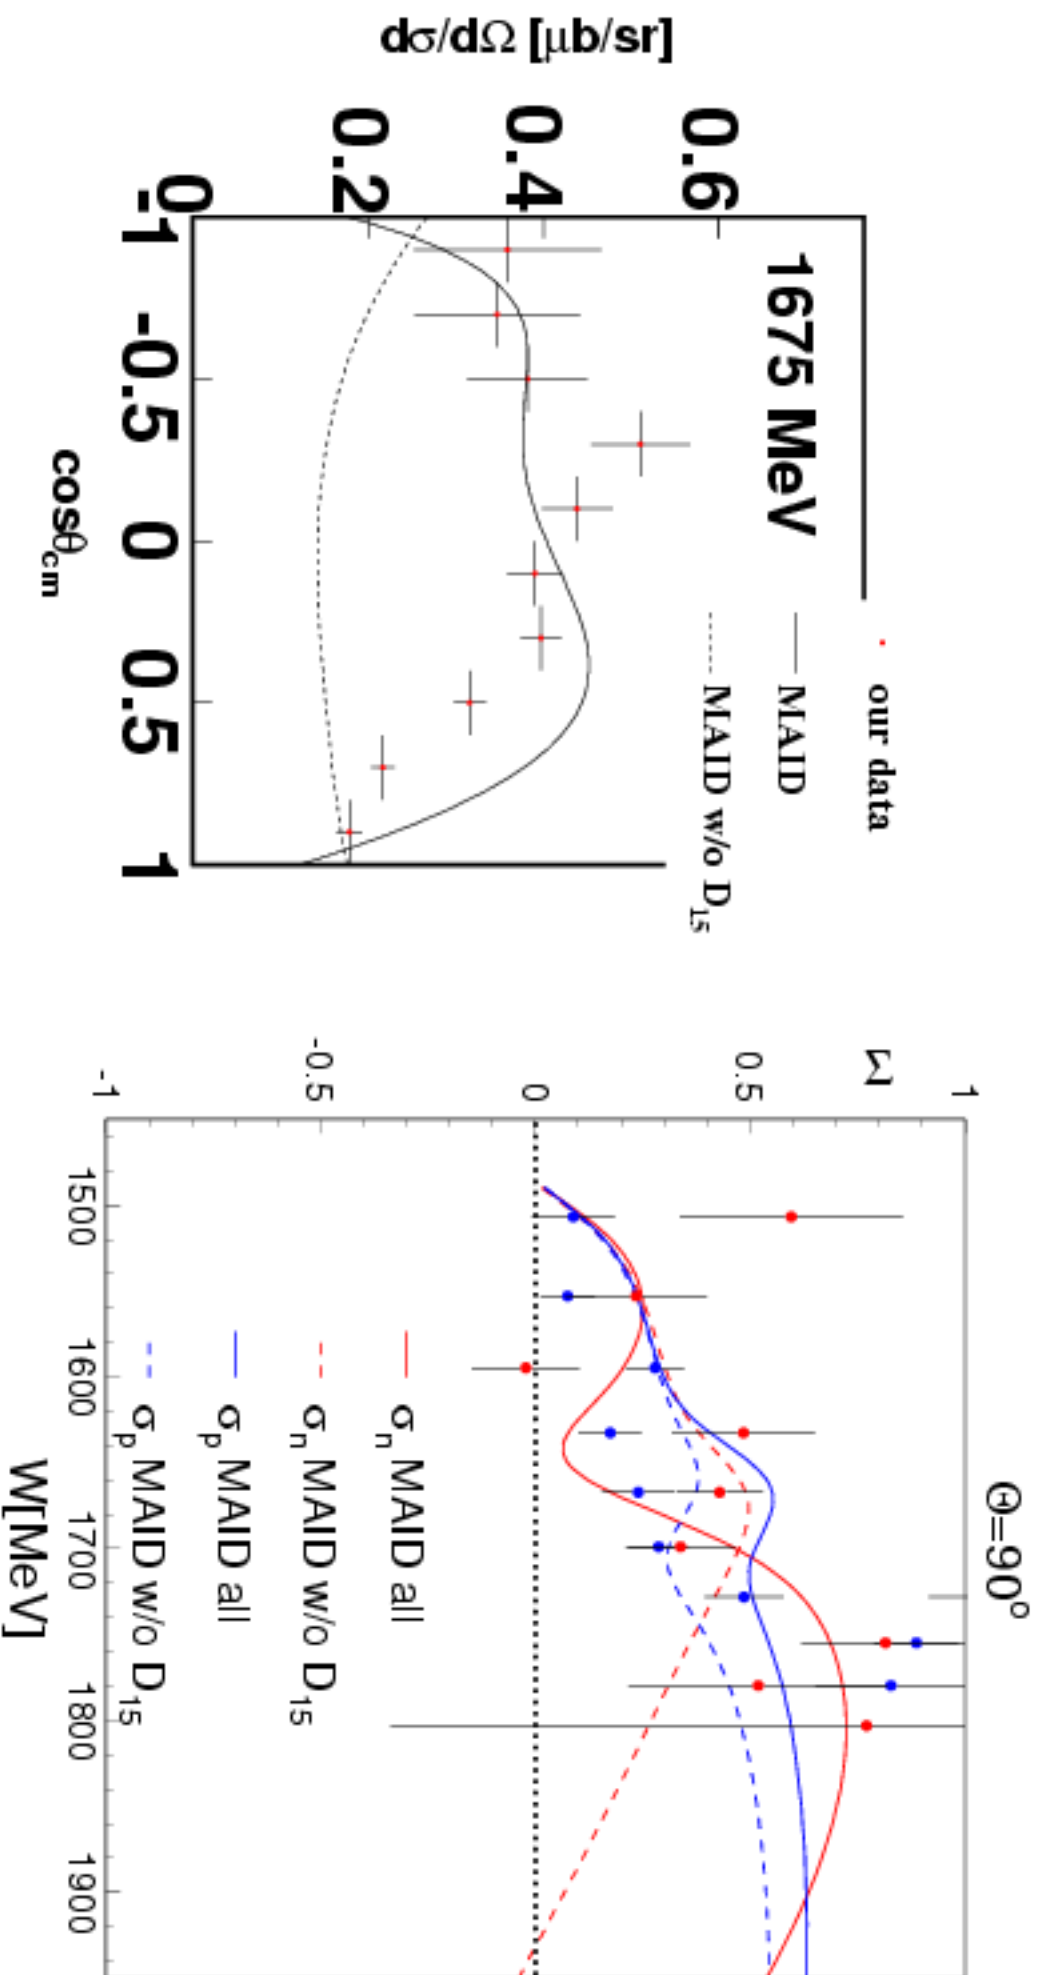 dσ/dΩ [μb/sr]
0.6
0.4
0.2
0
-1
-0.5
0
0.5
1
cosθcm
1675 MeV
our data
MAID
MAID w/o D15
Θ=90o
Σ
1
0.5
0
-0.5
-1
1500
1600
1700
1800
1900
W[MeV]
σn MAID all
σn MAID w/o D15
σp MAID all
σp MAID w/o D15